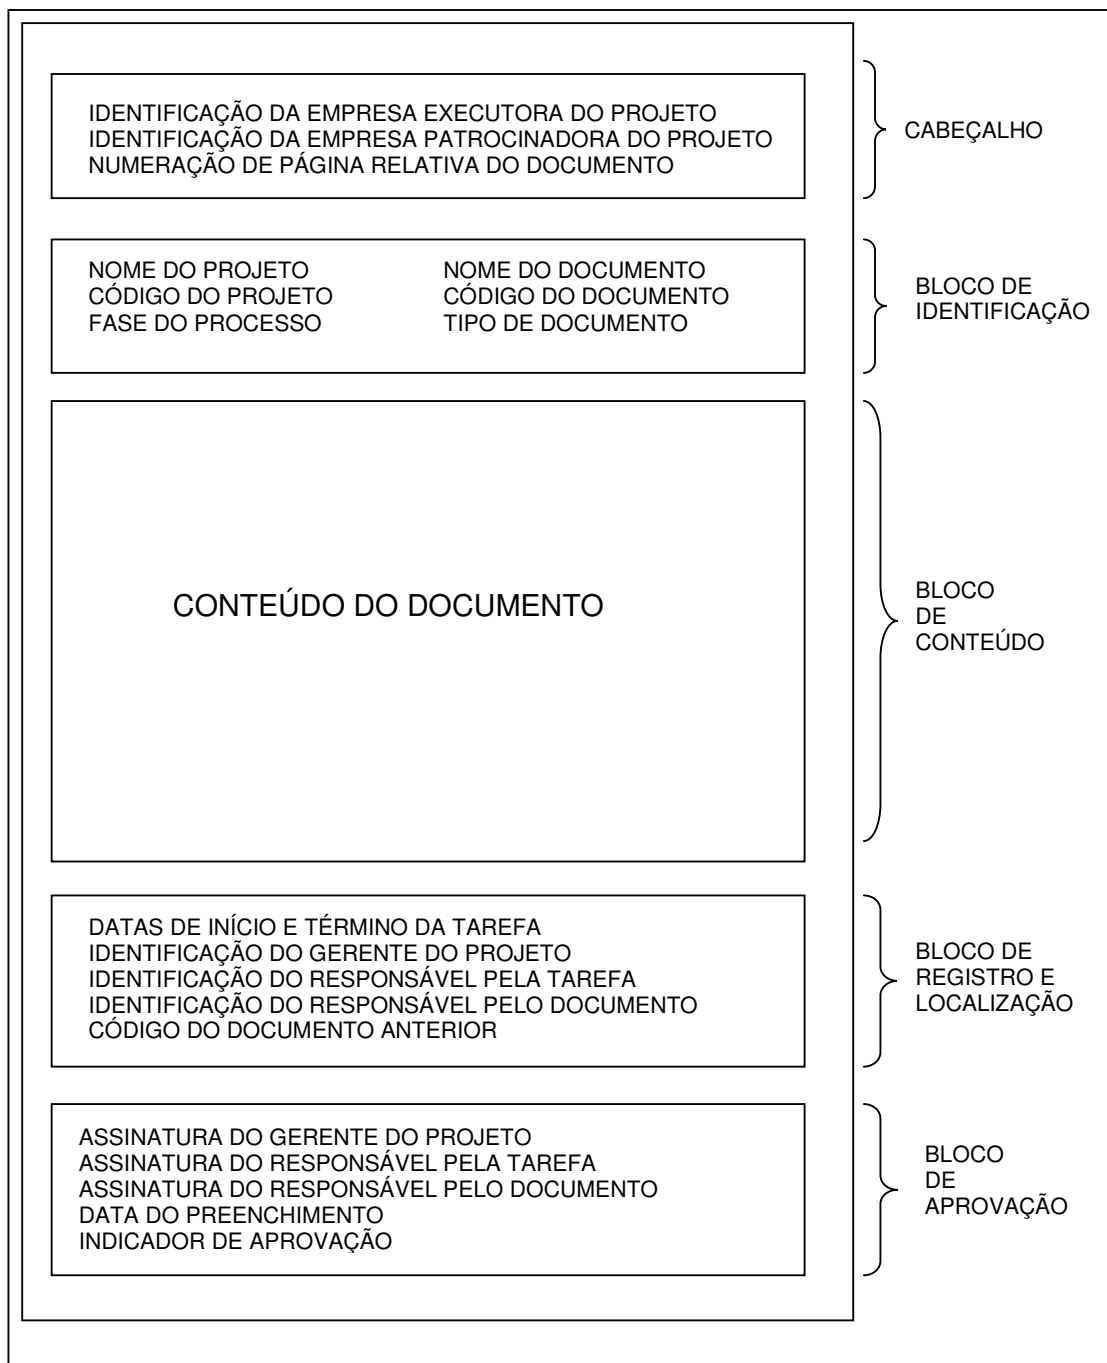 IDENTIFICAÇÃO DA EMPRESA EXECUTORA DO PROJETO
IDENTIFICAÇÃO DA EMPRESA PATROCINADORA DO PROJETO
NUMERAÇÃO DE PÁGINA RELATIVA DO DOCUMENTO
CABEÇALHO
NOME DO PROJETO NOME DO DOCUMENTO
CÓDIGO DO PROJETO CÓDIGO DO DOCUMENTO
FASE DO PROCESSO TIPO DE DOCUMENTO
BLOCO DE
IDENTIFICAÇÃO
CONTEÚDO DO DOCUMENTO
BLOCO
DE
CONTEÚDO
DATAS DE INÍCIO E TÉRMINO DA TAREFA
IDENTIFICAÇÃO DO GERENTE DO PROJETO
IDENTIFICAÇÃO DO RESPONSÁVEL PELA TAREFA
IDENTIFICAÇÃO DO RESPONSÁVEL PELO DOCUMENTO
CÓDIGO DO DOCUMENTO ANTERIOR
BLOCO DE
REGISTRO E
LOCALIZAÇÃO
ASSINATURA DO GERENTE DO PROJETO
ASSINATURA DO RESPONSÁVEL PELA TAREFA
ASSINATURA DO RESPONSÁVEL PELO DOCUMENTO
DATA DO PREENCHIMENTO
INDICADOR DE APROVAÇÃO
BLOCO
DE
APROVAÇÃO